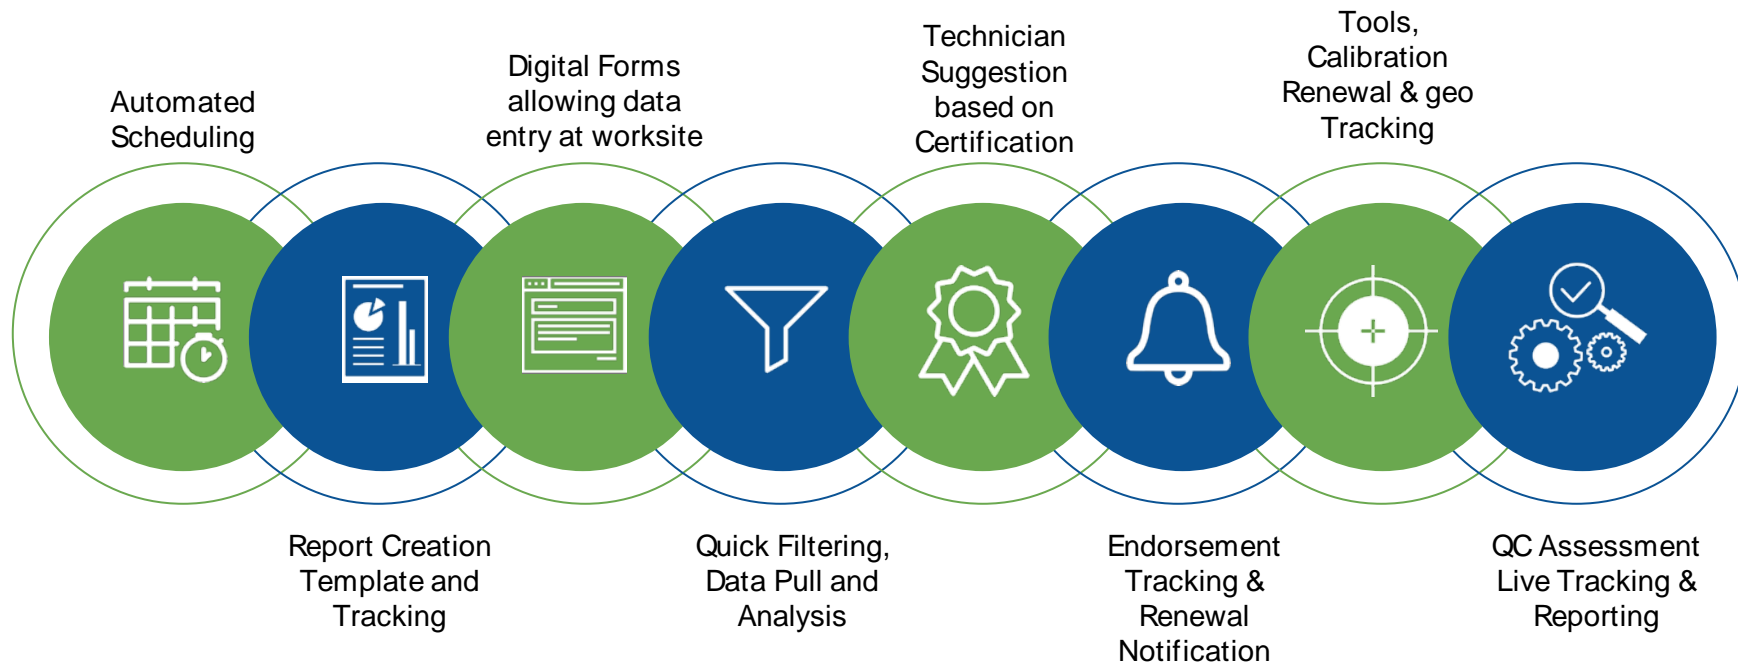 Automated
Scheduling
Report Creation
Template and
Tracking
Digital Forms
allowing data
entry at worksite
Quick Filtering,
Data Pull and
Analysis
Technician
Suggestion
based on
Certification
Endorsement
Tracking &
Renewal
Notification
Tools,
Calibration
Renewal & geo
Tracking
QC Assessment
Live Tracking &
Reporting